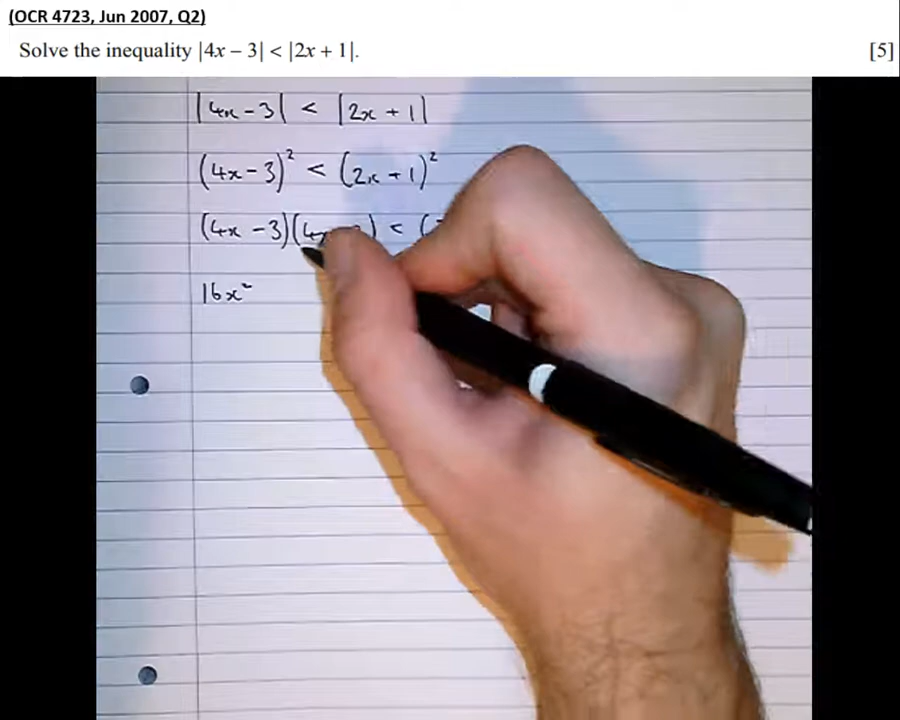 (OCR 4723, Jun 2007, Q2)
Solve the inequality |4x − 3| < |2x + 1|. [5]
|4x - 3| < |2x + 1|
(4x - 3)² < (2x + 1)²
(4x - 3)(4x ) < (
16x²